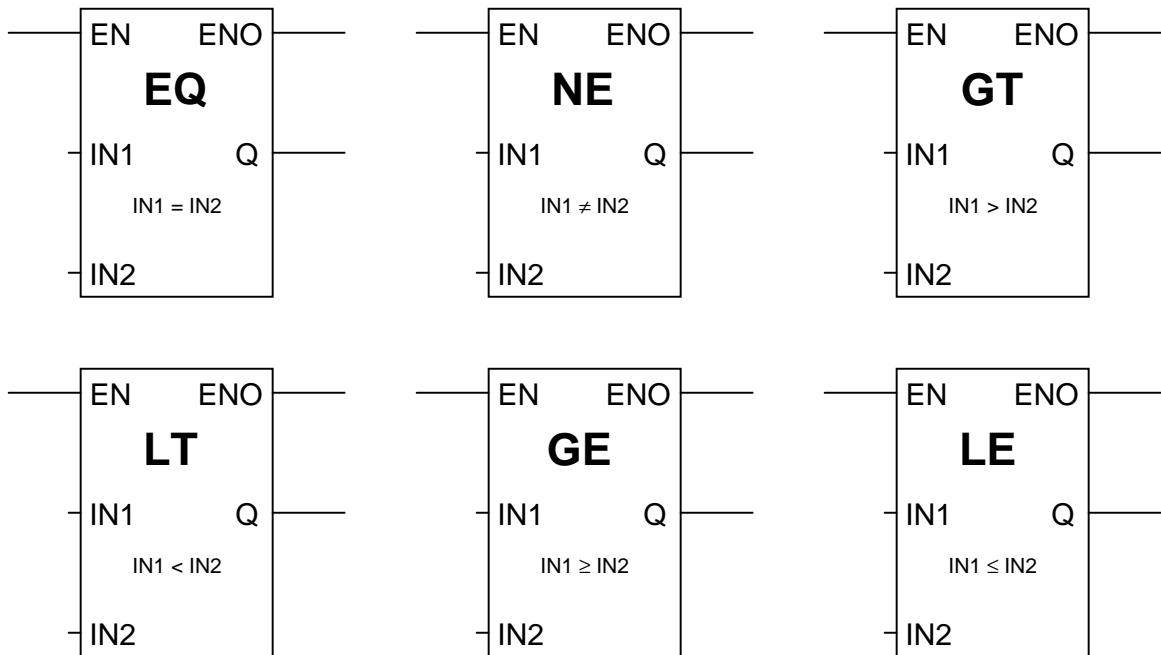 EN ENO
EQ
IN1 Q
IN1 = IN2
IN2
EN ENO
NE
IN1 Q
IN1 ≠ IN2
IN2
EN ENO
GT
IN1 Q
IN1 > IN2
IN2
EN ENO
LT
IN1 Q
IN1 < IN2
IN2
EN ENO
GE
IN1 Q
IN1 ≥ IN2
IN2
EN ENO
LE
IN1 Q
IN1 ≤ IN2
IN2